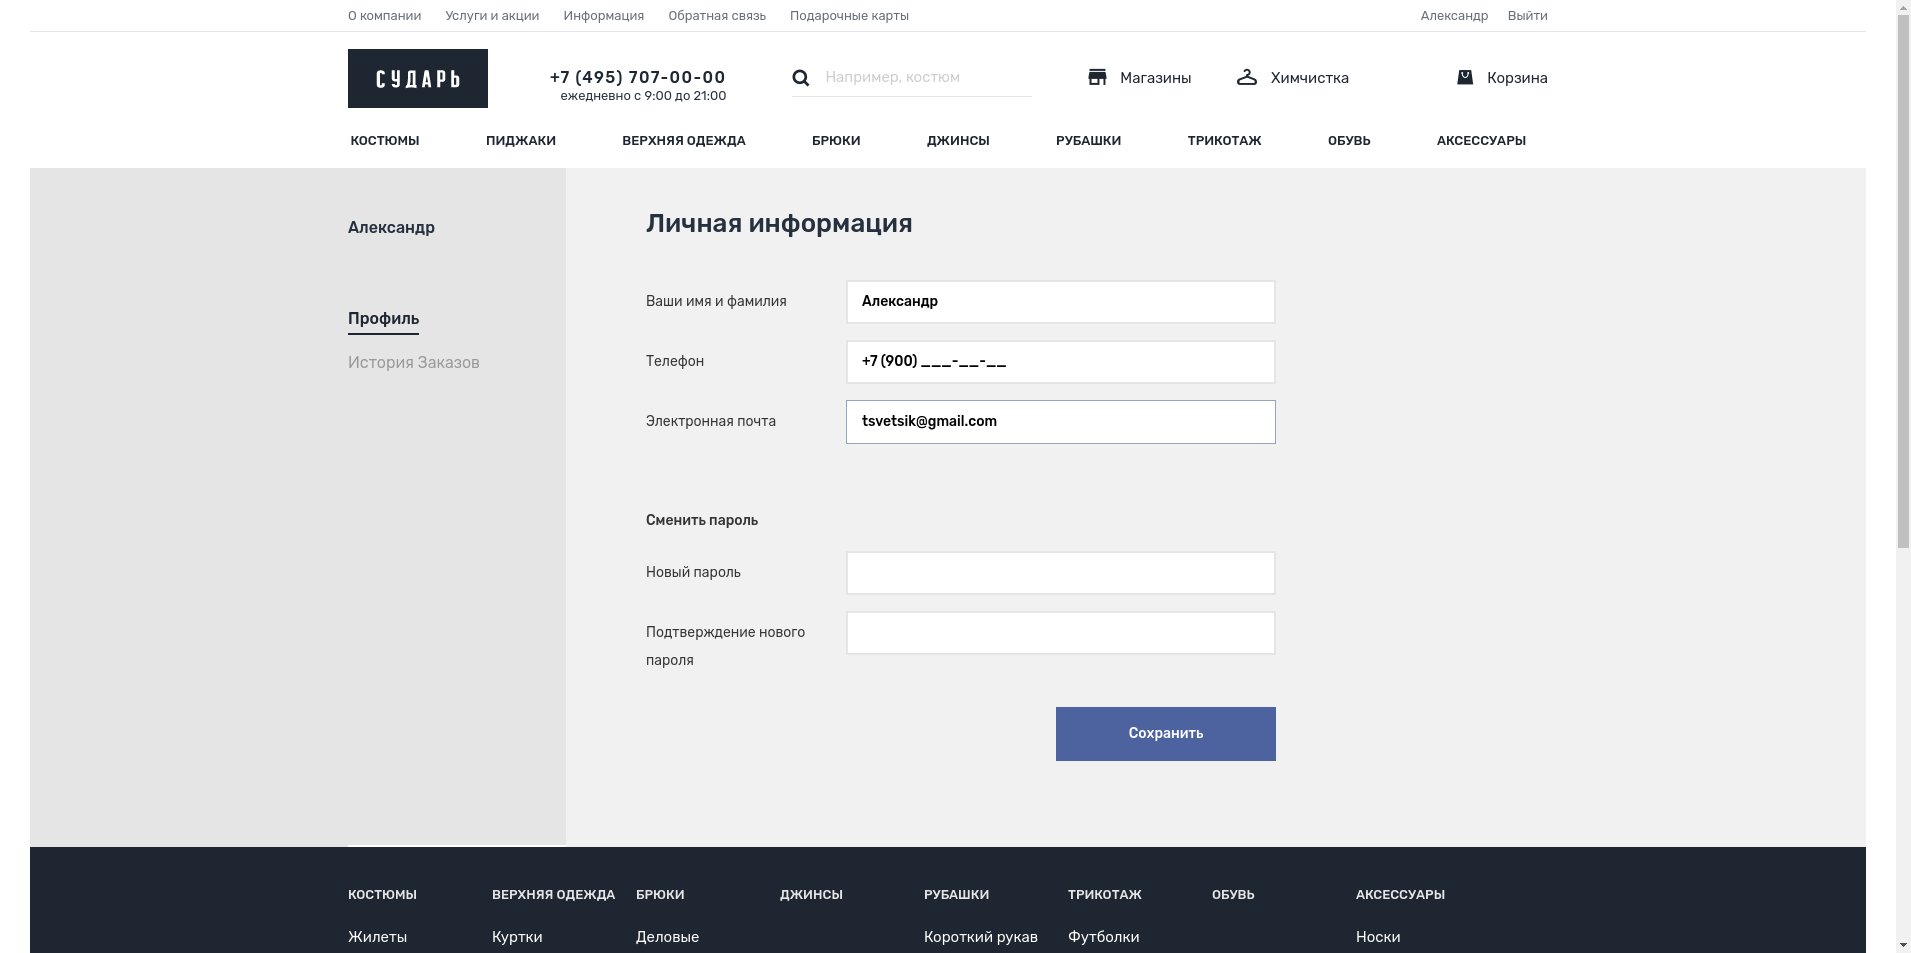 О компании Услуги и акции Информация Обратная связь Подарочные карты Александр Выйти
СУДАРЬ +7 (495) 707-00-00 Например, костюм Магазины Химчистка Корзина
ежедневно с 9:00 до 21:00
КОСТЮМЫ ПИДЖАКИ ВЕРХНЯЯ ОДЕЖДА БРЮКИ ДЖИНСЫ РУБАШКИ ТРИКОТАЖ ОБУВЬ АКСЕССУАРЫ
Александр
Профиль
История Заказов
Личная информация
Ваши имя и фамилия Александр
Телефон +7 (900) ___-__-__
Электронная почта tsvetsik@gmail.com
Сменить пароль
Новый пароль
Подтверждение нового
пароля
Сохранить
КОСТЮМЫ ВЕРХНЯЯ ОДЕЖДА БРЮКИ ДЖИНСЫ РУБАШКИ ТРИКОТАЖ ОБУВЬ АКСЕССУАРЫ
Жилеты Куртки Деловые Короткий рукав Футболки Носки